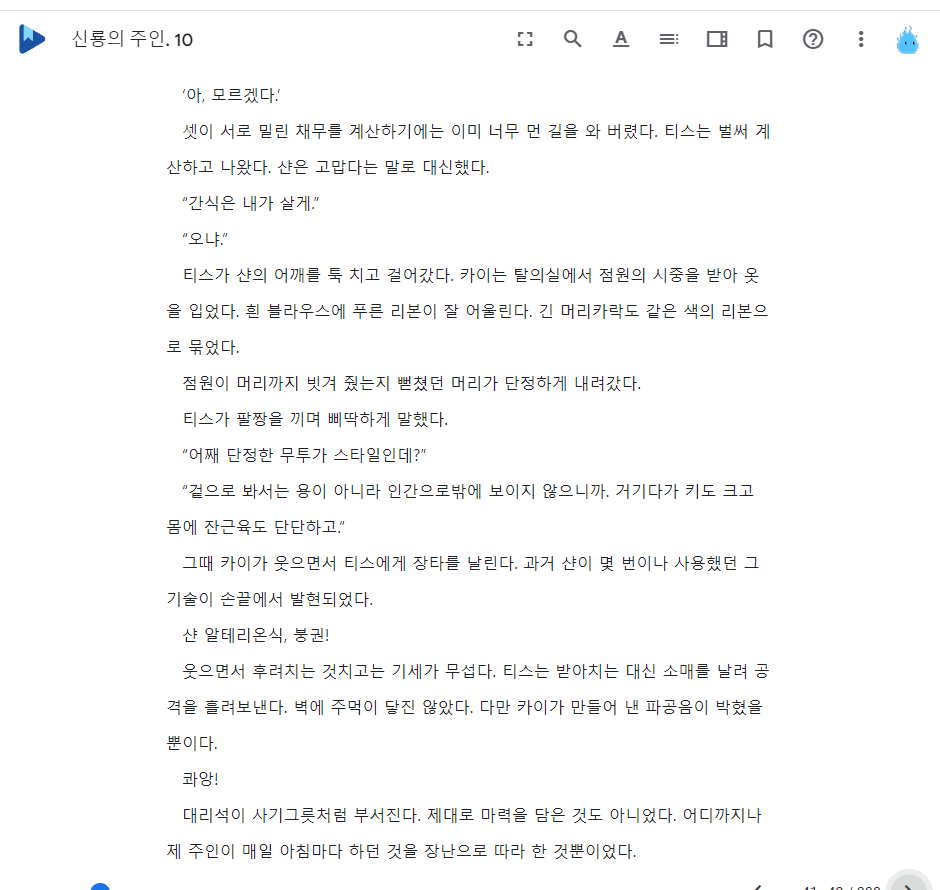 신룡의 주인. 10
‘아, 모르겠다.’
셋이 서로 밀린 채무를 계산하기에는 이미 너무 먼 길을 와 버렸다. 티스는 벌써 계
산하고 나왔다. 샨은 고맙다는 말로 대신했다.
“간식은 내가 살게.”
“오냐.”
티스가 샨의 어깨를 툭 치고 걸어갔다. 카이는 탈의실에서 점원의 시중을 받아 옷
을 입었다. 흰 블라우스에 푸른 리본이 잘 어울린다. 긴 머리카락도 같은 색의 리본으
로 묶었다.
점원이 머리까지 빗겨 줬는지 뻗쳤던 머리가 단정하게 내려갔다.
티스가 팔짱을 끼며 삐딱하게 말했다.
“어째 단정한 무투가 스타일인데?”
“겉으로 봐서는 용이 아니라 인간으로밖에 보이지 않으니까. 거기다가 키도 크고
몸에 잔근육도 단단하고.”
그때 카이가 웃으면서 티스에게 장타를 날린다. 과거 샨이 몇 번이나 사용했던 그
기술이 손끝에서 발현되었다.
샨 알테리온식, 붕권!
웃으면서 후려치는 것치고는 기세가 무섭다. 티스는 받아치는 대신 소매를 날려 공
격을 흘려보낸다. 벽에 주먹이 닿진 않았다. 다만 카이가 만들어 낸 파공음이 박혔을
뿐이다.
콰앙!
대리석이 사기그릇처럼 부서진다. 제대로 마력을 담은 것도 아니었다. 어디까지나
제 주인이 매일 아침마다 하던 것을 장난으로 따라 한 것뿐이었다.